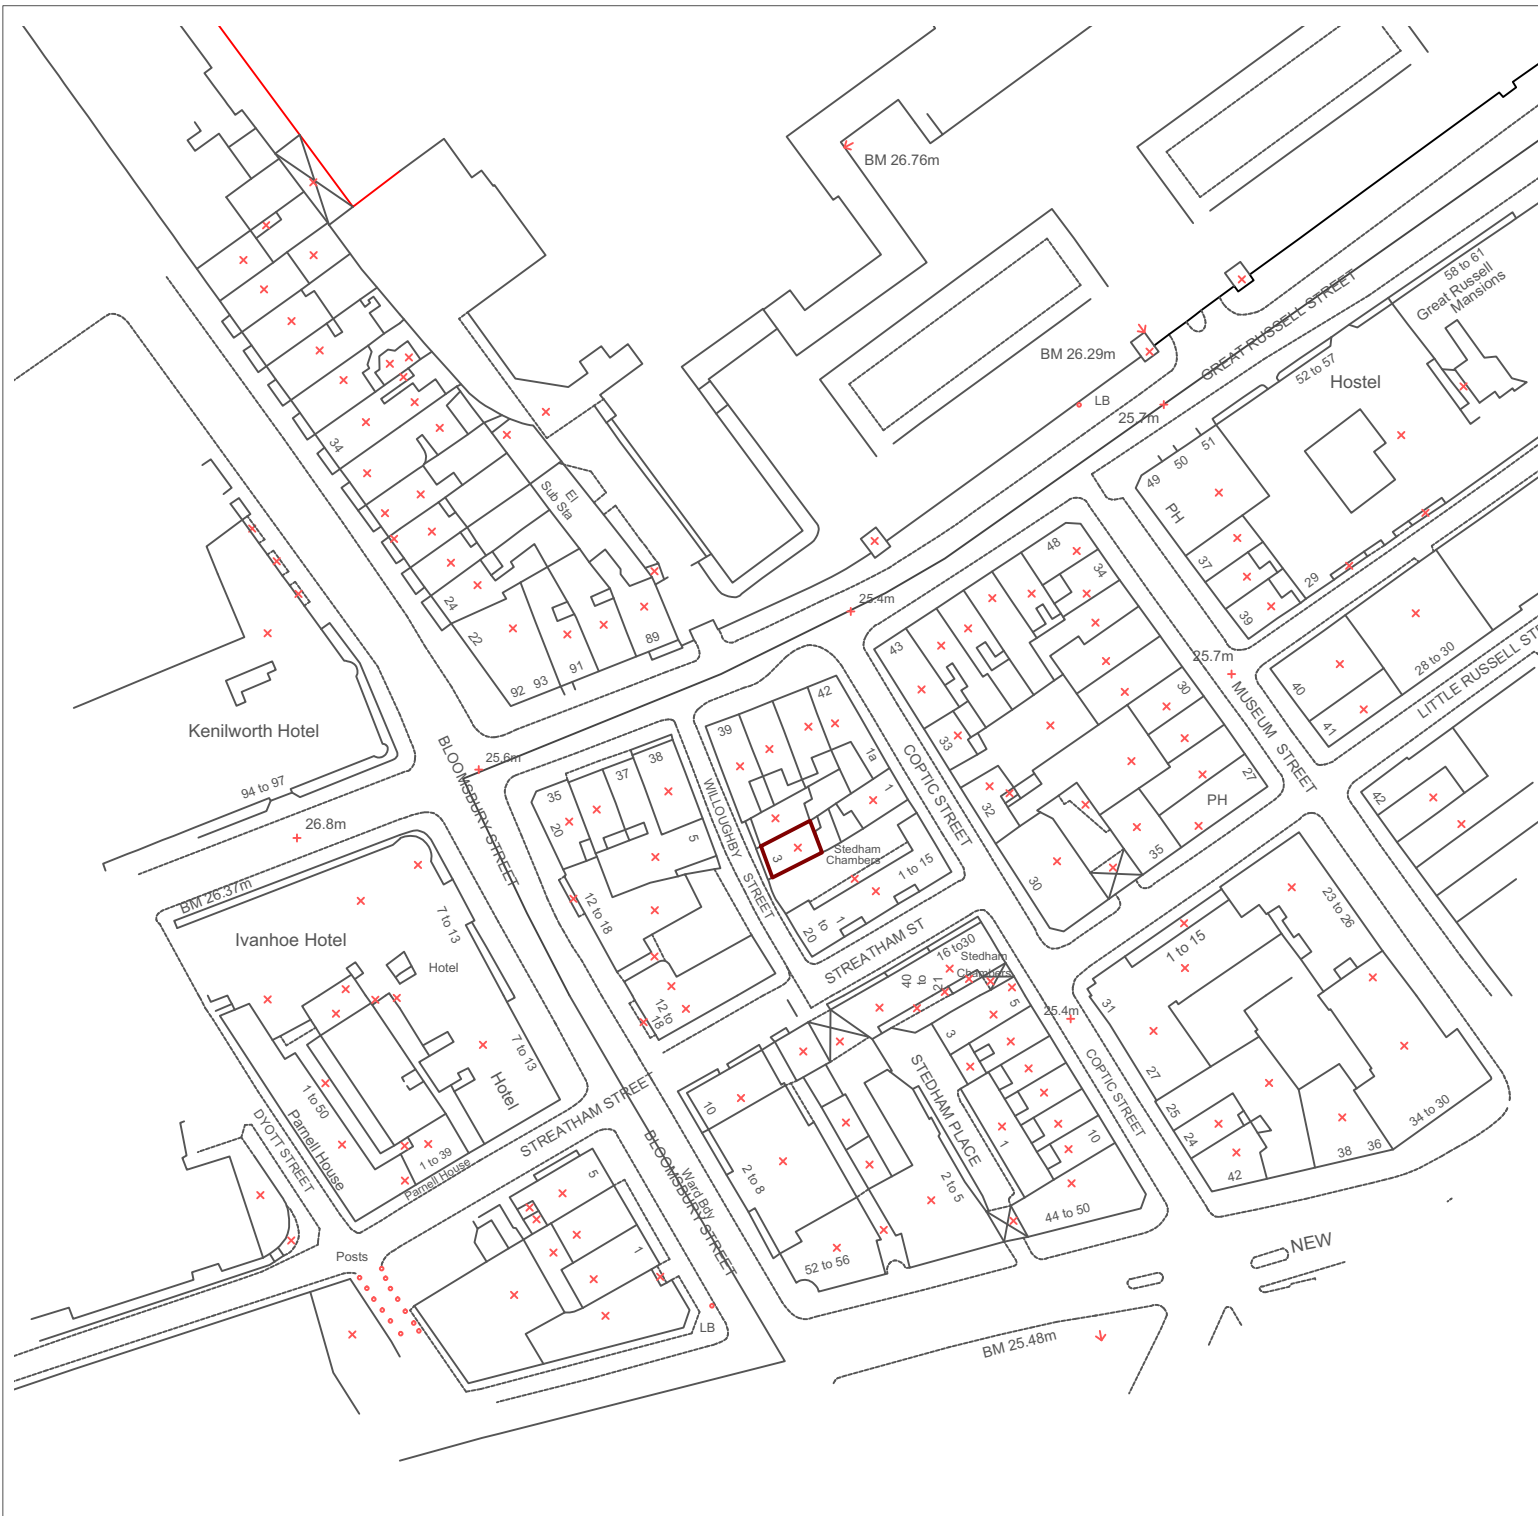 BM 26.76m
58 to 61
Great Russell
Mansions
GREAT RUSSELL STREET
BM 26.29m
52 to 57
Hostel
LB
25.7m
34
51
50
49
PH
El
Sub Sta
48
34
37
29
39
24
22
25.4m
89
91
93
92
43
25.7m
28 to 30
LITTLE RUSSELL STR
40
41
MUSEUM STREET
30
Kenilworth Hotel
42
39
1a
33
COPTIC STREET
BLOOMSBURY STREET
25.6m
38
37
35
20
WILLOUGHBY STREET
1
27
PH
42
94 to 97
26.8m
32
5
3
Stedham
Chambers
1 to 15
35
30
BM 26.37m
7 to 13
12 to 18
1
to
20
23 to 26
Ivanhoe Hotel
Hotel
STREATHAM ST
16 to30
Stedham
Chambers
40
to
21
1 to 15
31
5
25.4m
12 to
18
3
7 to 13
Hotel
STEDHAM PLACE
COPTIC STREET
27
1 to 50
Parnell House
DYOTT STREET
STREATHAM STREET
10
25
24
34 to 30
1
10
BLOOMSBURY STREET
Ward Bdy
1 to 39
Parnell House
2 to 8
2 to 5
38
36
42
5
44 to 50
Posts
1
52 to 56
NEW
LB
BM 25.48m